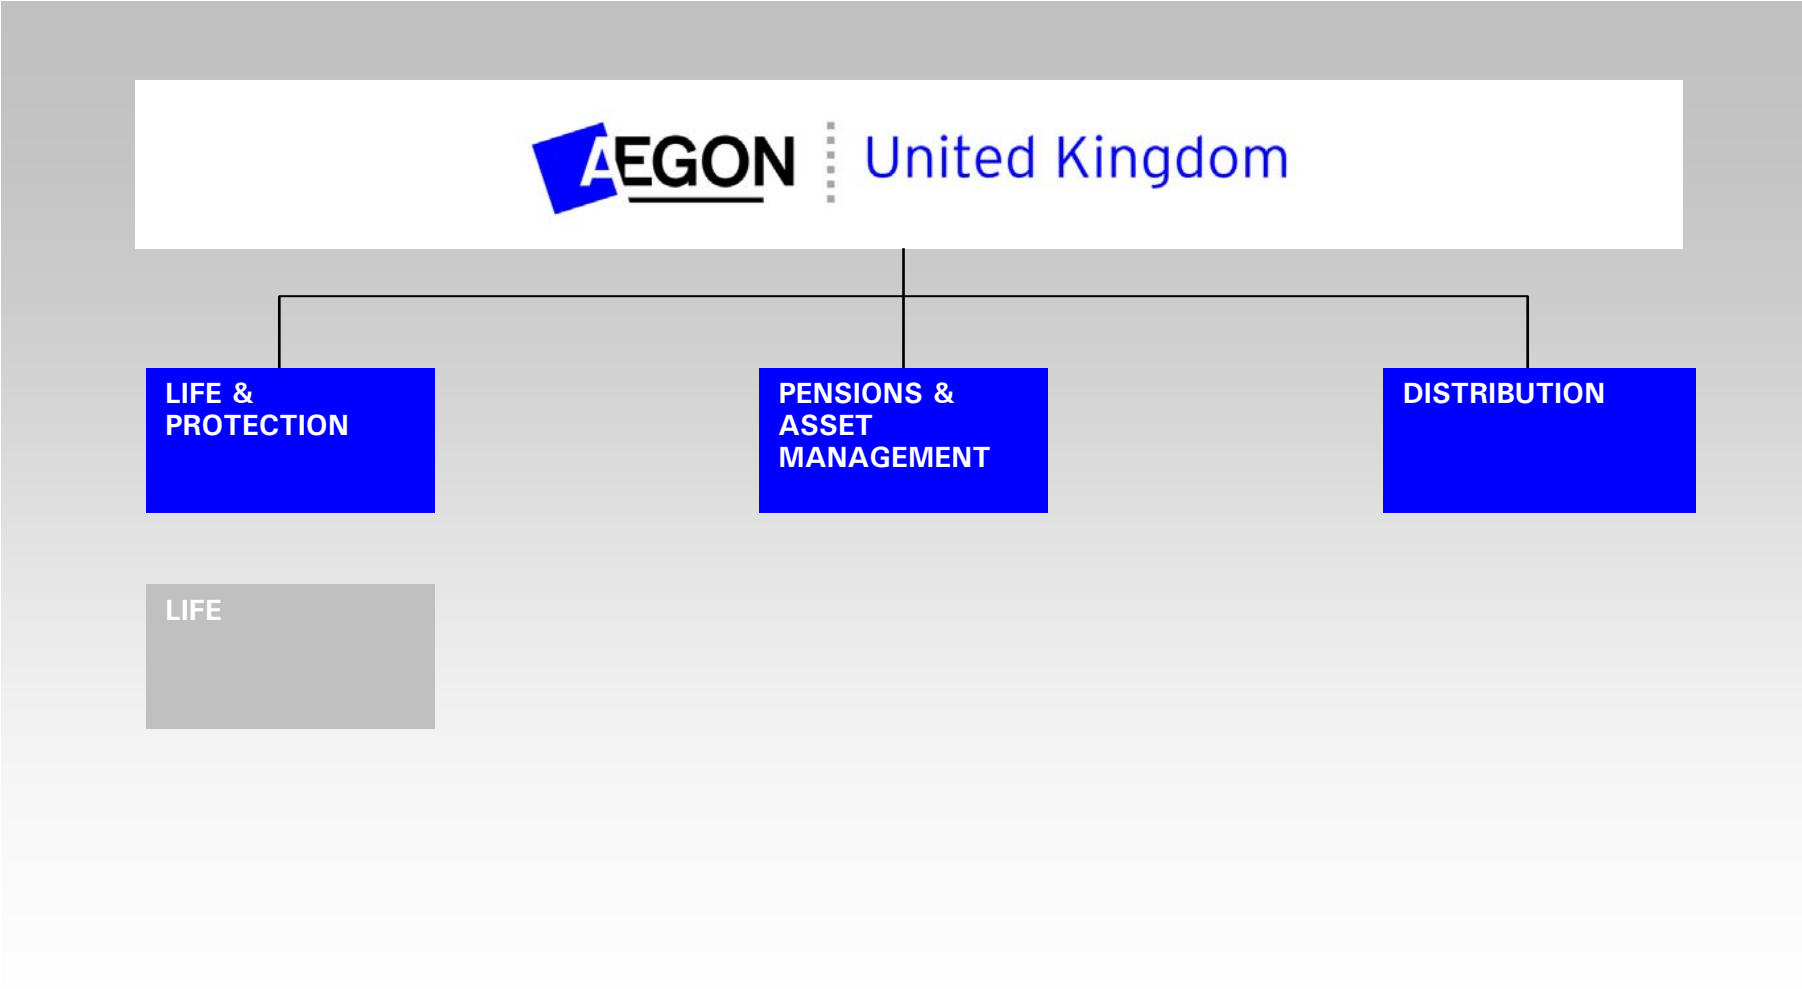 AEGON United Kingdom
LIFE &
PROTECTION
PENSIONS &
ASSET
MANAGEMENT
DISTRIBUTION
LIFE